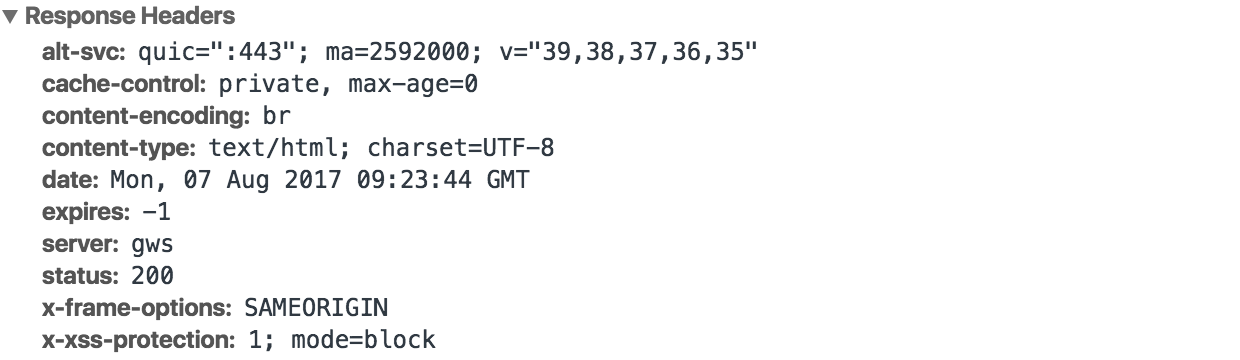 Response Headers
alt-svc: quic=":443"; ma=2592000; v="39,38,37,36,35"
cache-control: private, max-age=0
content-encoding: br
content-type: text/html; charset=UTF-8
date: Mon, 07 Aug 2017 09:23:44 GMT
expires: -1
server: gws
status: 200
x-frame-options: SAMEORIGIN
x-xss-protection: 1; mode=block